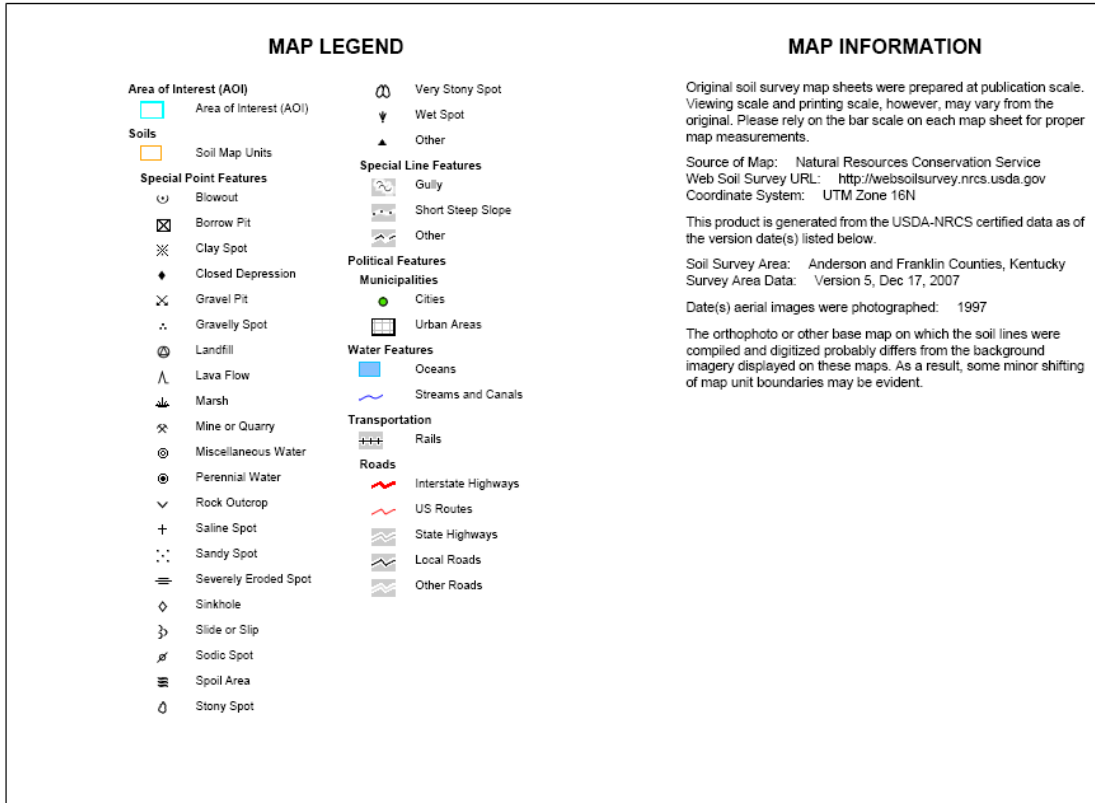 MAP LEGEND
Area of Interest (AOI)
Area of Interest (AOI)
Soils
Soil Map Units
Special Point Features
Blowout
Borrow Pit
Clay Spot
Closed Depression
Gravel Pit
Gravelly Spot
Landfill
Lava Flow
Marsh
Mine or Quarry
Miscellaneous Water
Perennial Water
Rock Outcrop
Saline Spot
Sandy Spot
Severely Eroded Spot
Sinkhole
Slide or Slip
Sodic Spot
Spoil Area
Stony Spot
Very Stony Spot
Wet Spot
Other
Special Line Features
Gully
Short Steep Slope
Other
Political Features
Municipalities
Cities
Urban Areas
Water Features
Oceans
Streams and Canals
Transportation
Rails
Roads
Interstate Highways
US Routes
State Highways
Local Roads
Other Roads
MAP INFORMATION
Original soil survey map sheets were prepared at publication scale.
Viewing scale and printing scale, however, may vary from the
original. Please rely on the bar scale on each map sheet for proper
map measurements.
Source of Map: Natural Resources Conservation Service
Web Soil Survey URL: http://websoilsurvey.nrcs.usda.gov
Coordinate System: UTM Zone 16N
This product is generated from the USDA-NRCS certified data as of
the version date(s) listed below.
Soil Survey Area: Anderson and Franklin Counties, Kentucky
Survey Area Data: Version 5, Dec 17, 2007
Date(s) aerial images were photographed: 1997
The orthophoto or other base map on which the soil lines were
compiled and digitized probably differs from the background
imagery displayed on these maps. As a result, some minor shifting
of map unit boundaries may be evident.